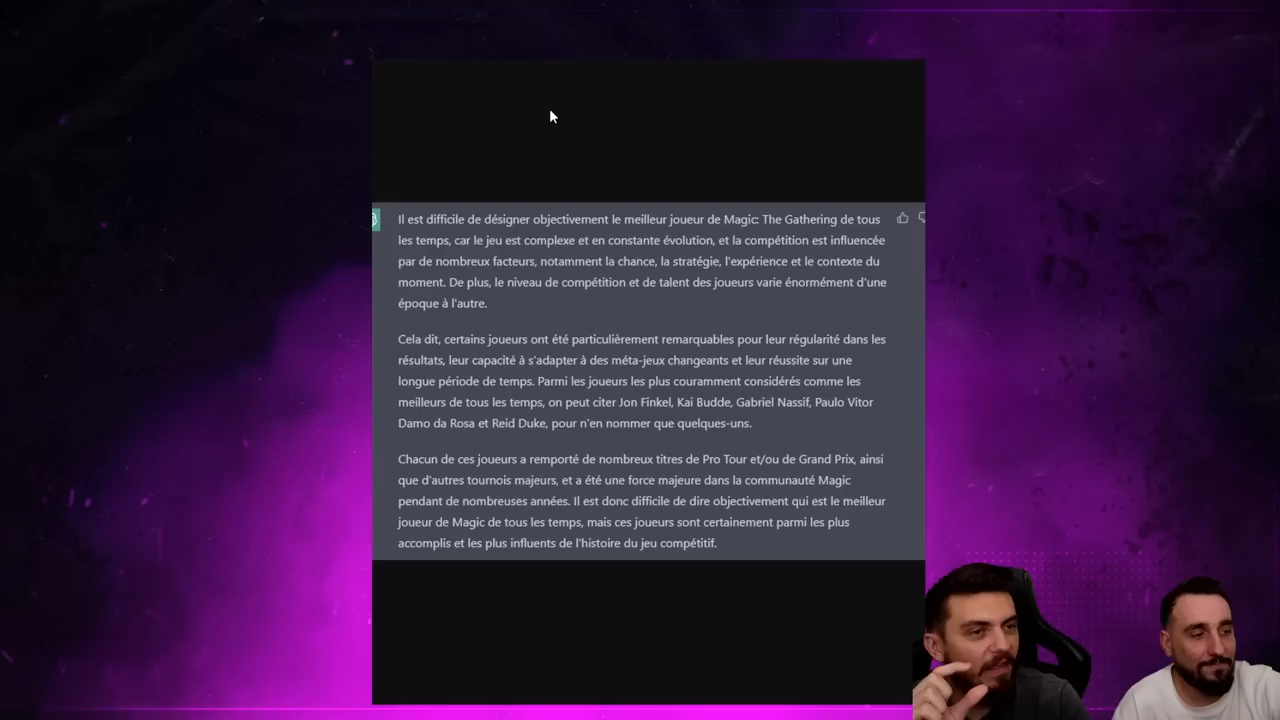 Il est difficile de désigner objectivement le meilleur joueur de Magic: The Gathering de tous
les temps, car le jeu est complexe et en constante évolution, et la compétition est influencée
par de nombreux facteurs, notamment la chance, la stratégie, l'expérience et le contexte du
moment. De plus, le niveau de compétition et de talent des joueurs varie énormément d'une
époque à l'autre.
Cela dit, certains joueurs ont été particulièrement remarquables pour leur régularité dans les
résultats, leur capacité à s'adapter à des méta-jeux changeants et leur réussite sur une
longue période de temps. Parmi les joueurs les plus couramment considérés comme les
meilleurs de tous les temps, on peut citer Jon Finkel, Kai Budde, Gabriel Nassif, Paulo Vitor
Damo da Rosa et Reid Duke, pour n'en nommer que quelques-uns.
Chacun de ces joueurs a remporté de nombreux titres de Pro Tour et/ou de Grand Prix, ainsi
que d'autres tournois majeurs, et a été une force majeure dans la communauté Magic
pendant de nombreuses années. Il est donc difficile de dire objectivement qui est le meilleur
joueur de Magic de tous les temps, mais ces joueurs sont certainement parmi les plus
accomplis et les plus influents de l'histoire du jeu compétitif.